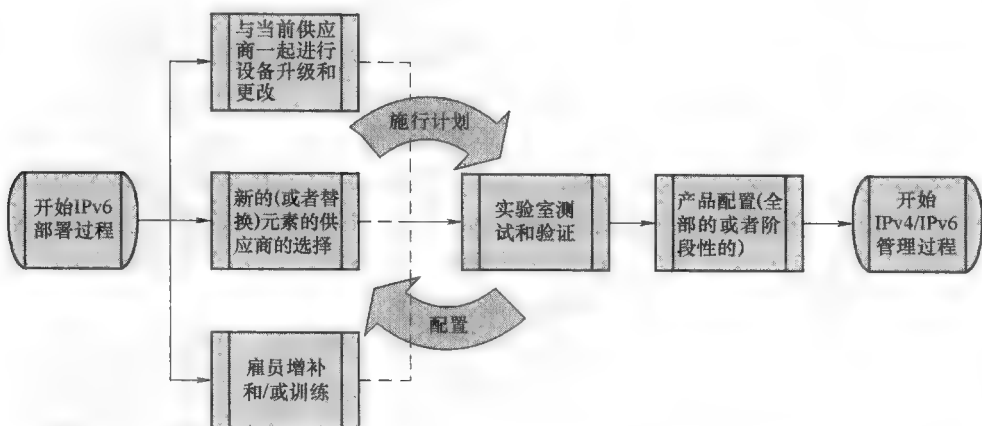 与当前供应
商一起进行
设备升级和
更改
施行计划
开始IPv6
部署过程
新的(或者替
换)元素的供
应商的选择
实验室测
试和验证
产品配置(全
部的或者阶
段性的)
开始
IPv4/IPv6
管理过程
配置
雇员增补
和/或训练